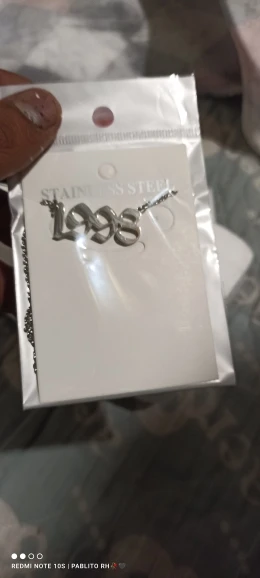 STAINLESS STEEL
1998
REDMI NOTE 10S | PABLITO RH